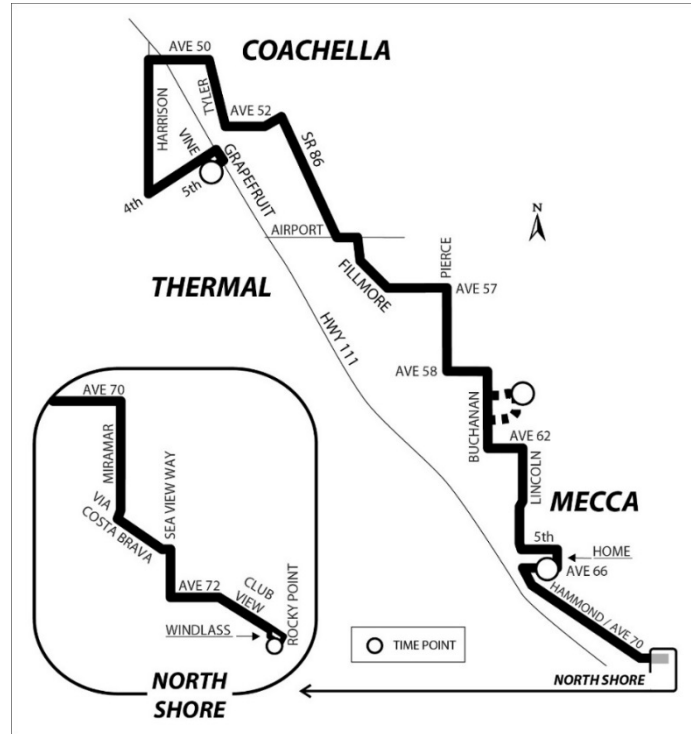 COACHELLA
AVE 50
HARRISON
TYLER
AVE 52
VINE
GRAPEFRUIT
SR 86
4th
5th
AIRPORT
N
THERMAL
FILLMORE
PIERCE
AVE 57
HWY 111
AVE 58
BUCHANAN
AVE 62
LINCOLN
MECCA
5th
HOME
AVE 66
HAMMOND / AVE 70
NORTH SHORE
AVE 70
MIRAMAR
VIA
COSTA BRAVA
SEA VIEW WAY
AVE 72
CLUB
VIEW
WINDLASS
ROCKY POINT
TIME POINT
NORTH
SHORE